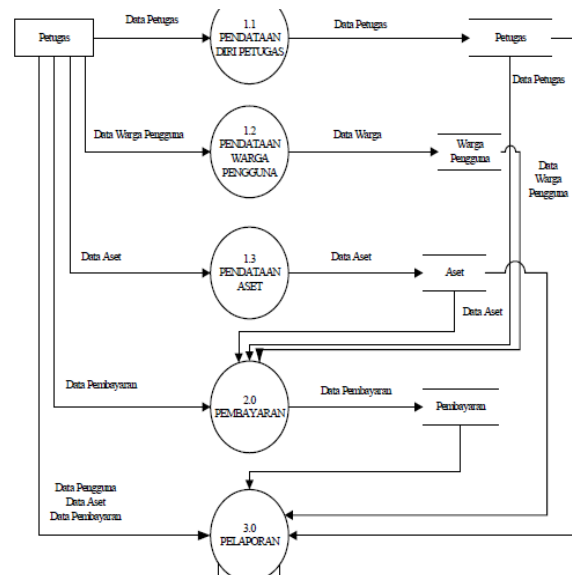 Petugas
Data Petugas
1.1
PENDATAAN
DIRI PETUGAS
Data Petugas
Petugas
Data Petugas
Data Warga Pengguna
1.2
PENDATAAN
WARGA
PENGGUNA
Data Warga
Warga
Pengguna
Data
Warga
Pengguna
Data Aset
1.3
PENDATAAN
ASET
Data Aset
Aset
Data Aset
Data Pembayaran
2.0
PEMBAYARAN
Data Pembayaran
Pembayaran
Data Pengguna
Data Aset
Data Pembayaran
3.0
PELAPORAN